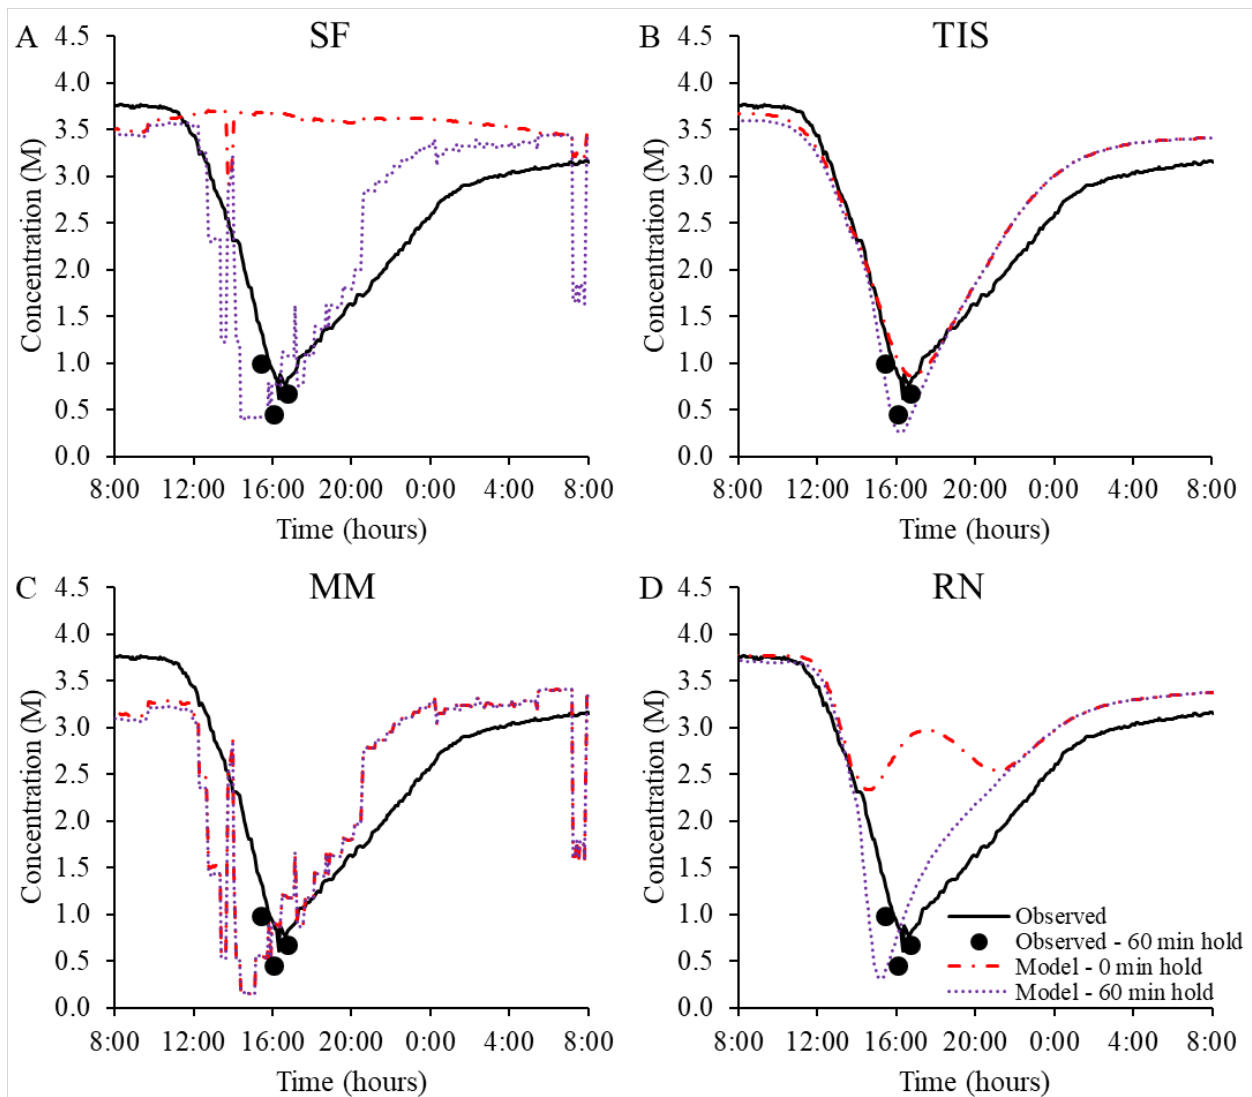 A SF
4.5
4.0
3.5
3.0
2.5
2.0
1.5
1.0
0.5
0.0
Concentration (M)
8:00 12:00 16:00 20:00 0:00 4:00 8:00
Time (hours)
B TIS
4.5
4.0
3.5
3.0
2.5
2.0
1.5
1.0
0.5
0.0
Concentration (M)
8:00 12:00 16:00 20:00 0:00 4:00 8:00
Time (hours)
C MM
4.5
4.0
3.5
3.0
2.5
2.0
1.5
1.0
0.5
0.0
Concentration (M)
8:00 12:00 16:00 20:00 0:00 4:00 8:00
Time (hours)
D RN
4.5
4.0
3.5
3.0
2.5
2.0
1.5
1.0
0.5
0.0
Concentration (M)
Observed
Observed - 60 min hold
Model - 0 min hold
Model - 60 min hold
8:00 12:00 16:00 20:00 0:00 4:00 8:00
Time (hours)